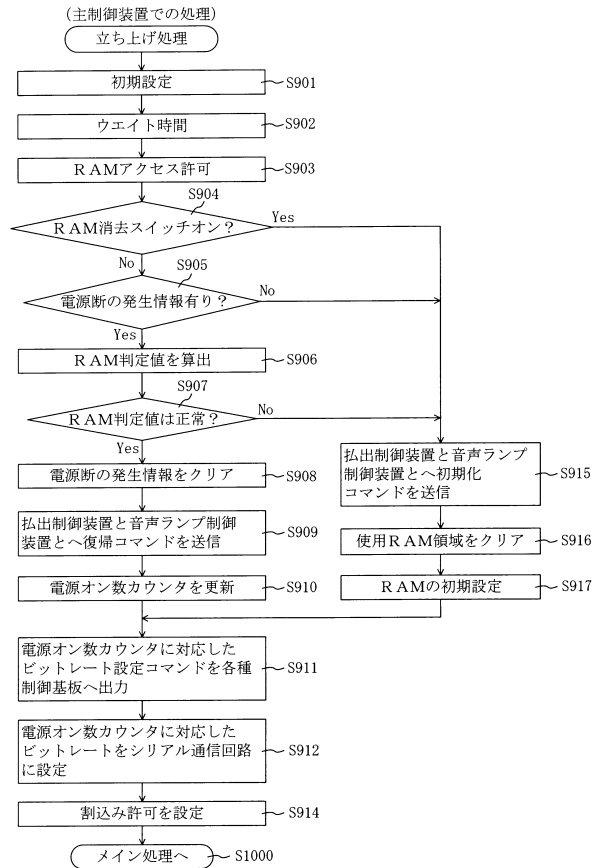 (主制御装置での処理)
立ち上げ処理
初期設定
S901
ウエイト時間
S902
RAMアクセス許可
S903
S904
RAM消去スイッチオン?
Yes
No
S905
電源断の発生情報有り?
No
Yes
RAM判定値を算出
S906
S907
RAM判定値は正常?
No
Yes
電源断の発生情報をクリア
S908
払出制御装置と音声ランプ制御
装置とへ復帰コマンドを送信
S909
電源オン数カウンタを更新
S910
払出制御装置と音声ランプ
制御装置とへ初期化
コマンドを送信
S915
使用RAM領域をクリア
S916
RAMの初期設定
S917
電源オン数カウンタに対応した
ビットレート設定コマンドを各種
制御基板へ出力
S911
電源オン数カウンタに対応した
ビットレートをシリアル通信回路
に設定
S912
割込み許可を設定
S914
メイン処理へ
S1000